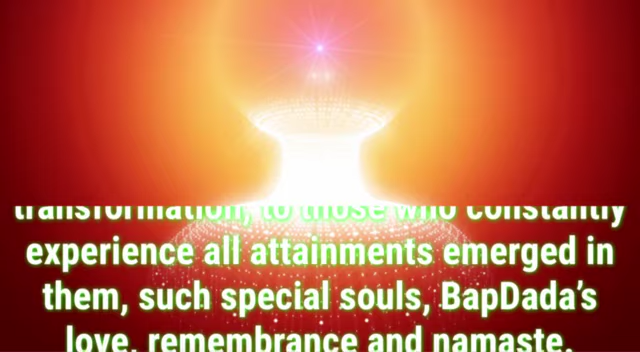 transformation, to those who constantly
experience all attainments emerged in
them, such special souls, BapDada's
love, remembrance and namaste.